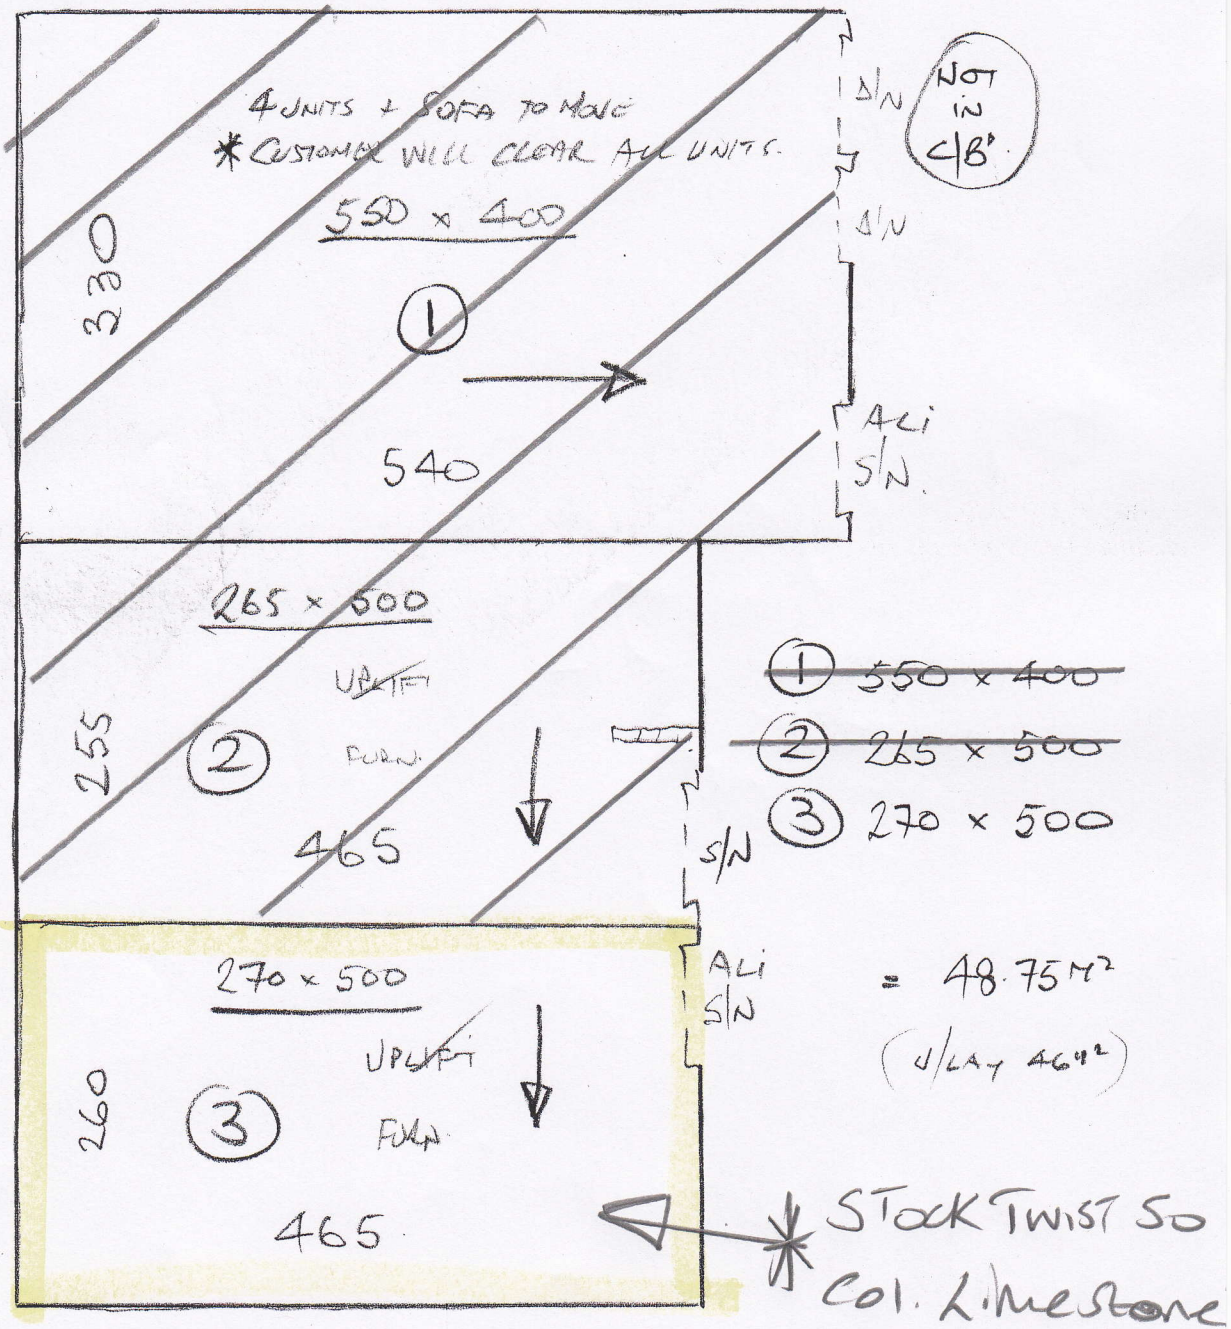 4 UNITS + SOFA TO MOVE
* CUSTOMER WILL CLEAR ALL UNITS.
550 x 400
330
1
540
D/N
NOT
IN
C/B'
D/N
ALi
S/N.
265 x 500
UPLIFT
255
2
FURN.
465
S/N
1 550 x 400
2 265 x 500
3 270 x 500
270 x 500
UPLIFT
260
3
FURN.
465
ALi
S/N
= 48.75 M²
(U/LAY 46M²)
* STOCK TWIST 50
Col. Limestone